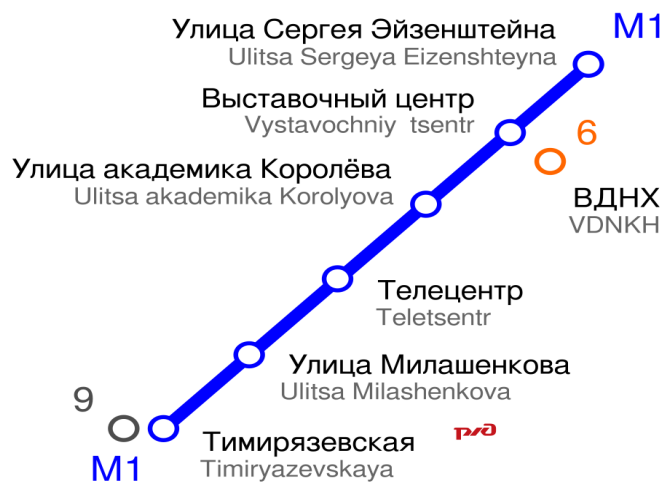 Улица Сергея Эйзенштейна
М1
Ulitsa Sergeya Eizenshteyna
Выставочный центр
Vystavochniy tsentr
6
Улица академика Королёва
Ulitsa akademika Korolyova
ВДНХ
VDNKH
Телецентр
Teletsentr
Улица Милашенкова
Ulitsa Milashenkova
9
Тимирязевская
ржд
М1
Timiryazevskaya